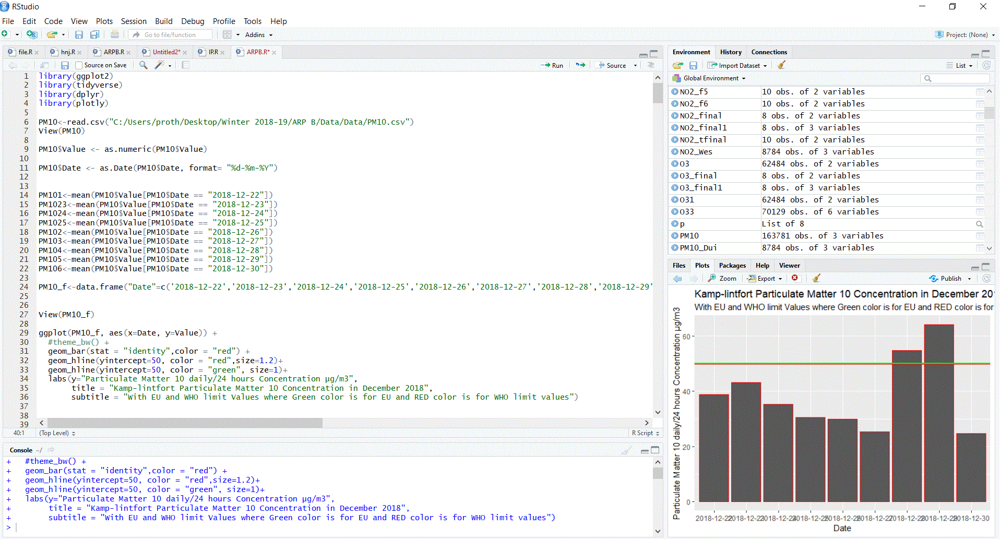 RStudio
File Edit Code View Plots Session Build Debug Profile Tools Help
Go to file/function Addins Project: (None)
file.R hnj.R ARPB.R Untitled2* IP.R ARPB.R*
Source on Save Run Source
1 library(ggplot2)
2 library(tidyverse)
3 library(dplyr)
4 library(plotly)
5
6 PM10<-read.csv("C:/Users/proth/Desktop/Winter 2018-19/ARP B/Data/Data/PM10.csv")
7 View(PM10)
8
9 PM10$Value <- as.numeric(PM10$Value)
10
11 PM10$Date <- as.Date(PM10$Date, format= "%d-%m-%Y")
12
13
14 PM101<-mean(PM10$Value[PM10$Date == "2018-12-22"])
15 PM1023<-mean(PM10$Value[PM10$Date == "2018-12-23"])
16 PM1024<-mean(PM10$Value[PM10$Date == "2018-12-24"])
17 PM1025<-mean(PM10$Value[PM10$Date == "2018-12-25"])
18 PM102<-mean(PM10$Value[PM10$Date == "2018-12-26"])
19 PM103<-mean(PM10$Value[PM10$Date == "2018-12-27"])
20 PM104<-mean(PM10$Value[PM10$Date == "2018-12-28"])
21 PM105<-mean(PM10$Value[PM10$Date == "2018-12-29"])
22 PM106<-mean(PM10$Value[PM10$Date == "2018-12-30"])
23
24 PM10_f<-data.frame("Date"=c('2018-12-22','2018-12-23','2018-12-24','2018-12-25','2018-12-26','2018-12-27','2018-12-28','2018-12-29'
25
26
27 View(PM10_f)
28
29 ggplot(PM10_f, aes(x=Date, y=Value)) +
30 #theme_bw() +
31 geom_bar(stat = "identity",color = "red") +
32 geom_hline(yintercept=50, color = "red",size=1.2)+
33 geom_hline(yintercept=50, color = "green", size=1)+
34 labs(y="Particulate Matter 10 daily/24 hours Concentration µg/m3",
35 title = "Kamp-lintfort Particulate Matter 10 Concentration in December 2018",
36 subtitle = "With EU and WHO limit Values where Green color is for EU and RED color is for WHO limit values")
37
38
39
40:1 (Top Level) R Script
Console ~/
+ #theme_bw() +
+ geom_bar(stat = "identity",color = "red") +
+ geom_hline(yintercept=50, color = "red",size=1.2)+
+ geom_hline(yintercept=50, color = "green", size=1)+
+ labs(y="Particulate Matter 10 daily/24 hours Concentration µg/m3",
+ title = "Kamp-lintfort Particulate Matter 10 Concentration in December 2018",
+ subtitle = "With EU and WHO limit Values where Green color is for EU and RED color is for WHO limit values")
>
Environment History Connections
Import Dataset List
Global Environment
NO2_f5 10 obs. of 2 variables
NO2_f6 10 obs. of 2 variables
NO2_final 8 obs. of 2 variables
NO2_final1 8 obs. of 3 variables
NO2_tfinal 10 obs. of 2 variables
NO2_Wes 8784 obs. of 3 variables
O3 62484 obs. of 2 variables
O3_final 8 obs. of 2 variables
O3_final1 8 obs. of 3 variables
O31 62484 obs. of 2 variables
O33 70129 obs. of 6 variables
p List of 8
PM10 163781 obs. of 3 variables
PM10_Dui 8784 obs. of 3 variables
Files Plots Packages Help Viewer
Zoom Export Publish
Kamp-lintfort Particulate Matter 10 Concentration in December 20
With EU and WHO limit Values where Green color is for EU and RED color is for
Particulate Matter 10 daily/24 hours Concentration µg/m3
60
40
20
0
2018-12-22 2018-12-23 2018-12-24 2018-12-25 2018-12-26 2018-12-27 2018-12-28 2018-12-29 2018-12-30
Date